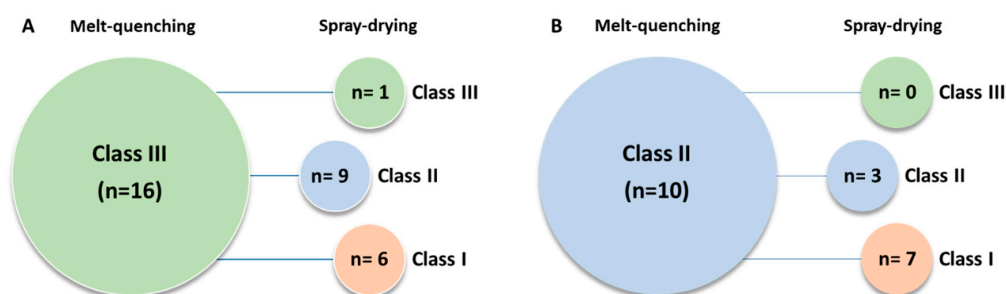 A Melt-quenching Spray-drying
n= 1 Class III
Class III
(n=16)
n= 9 Class II
n= 6 Class I
B Melt-quenching Spray-drying
n= 0 Class III
Class II
(n=10)
n= 3 Class II
n= 7 Class I